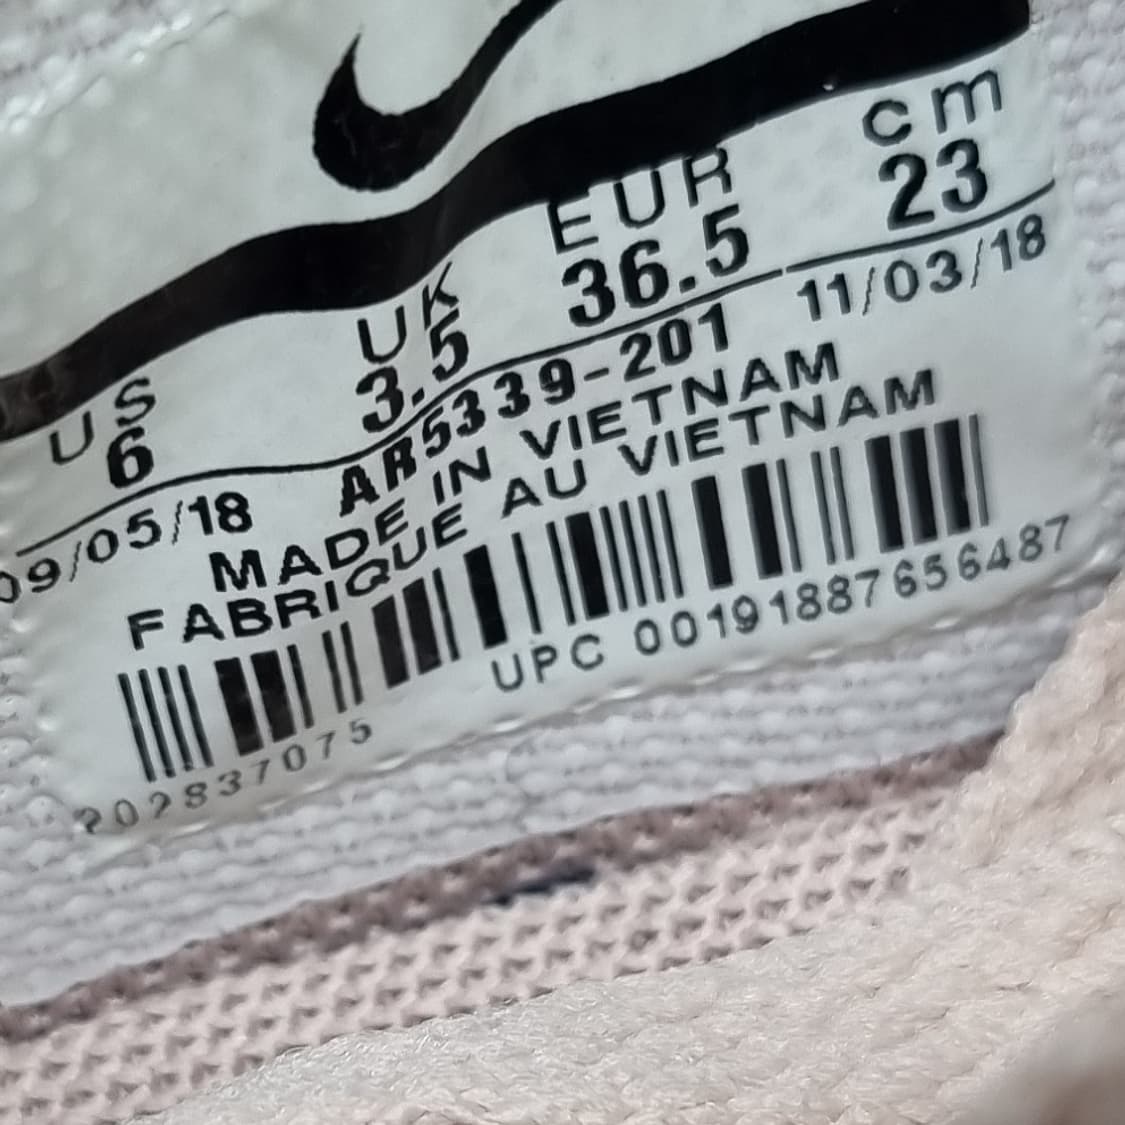 US UK EUR cm
6 3.5 36.5 23
09/05/18 AR5339-201 11/03/18
MADE IN VIETNAM
FABRIQUE AU VIETNAM
UPC 00191887656487
202837075